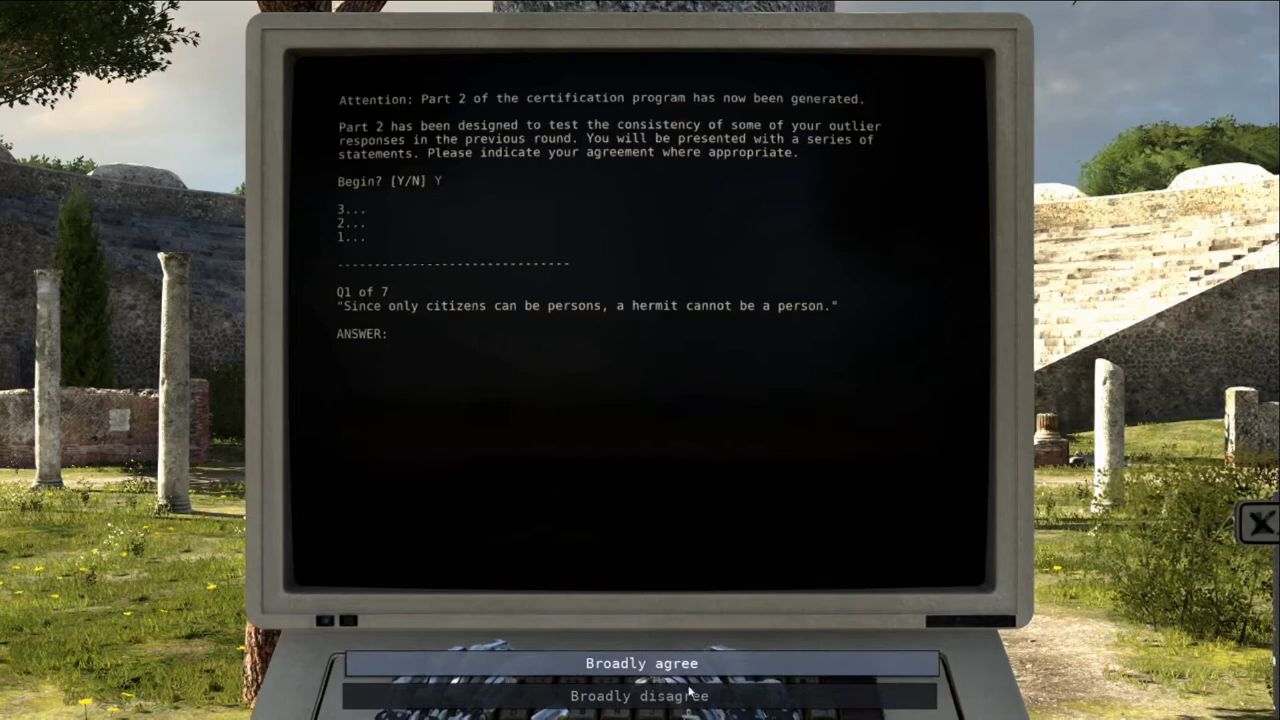 Attention: Part 2 of the certification program has now been generated.
Part 2 has been designed to test the consistency of some of your outlier
responses in the previous round. You will be presented with a series of
statements. Please indicate your agreement where appropriate.
Begin? [Y/N] Y
3...
2...
1...
-----------------------------
Q1 of 7
"Since only citizens can be persons, a hermit cannot be a person."
ANSWER:
X
Broadly agree
Broadly disagree